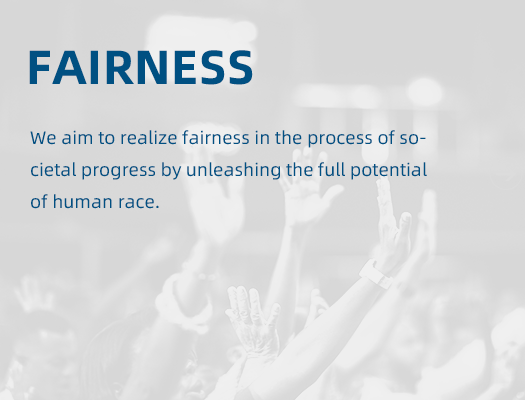 FAIRNESS
We aim to realize fairness in the process of so-
cietal progress by unleashing the full potential
of human race.